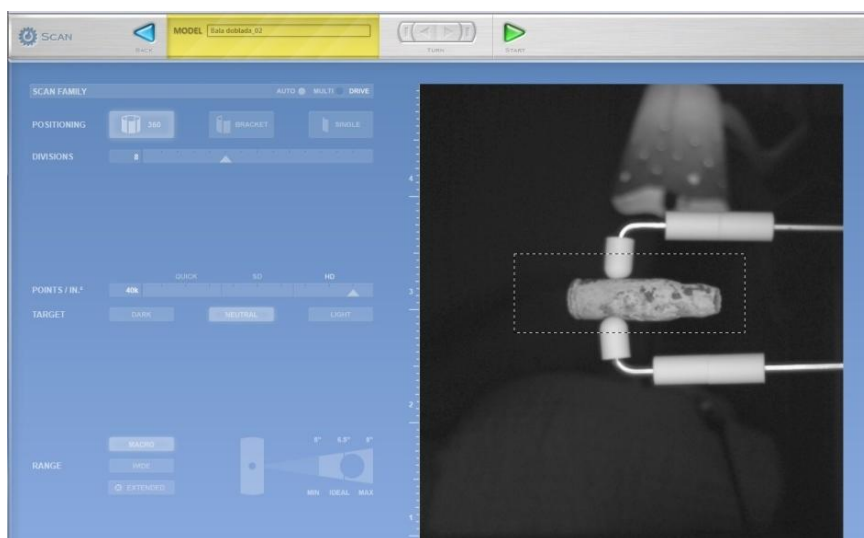 SCAN
BACK
MODEL Bala doblada_02
TURN
START
SCAN FAMILY AUTO MULTI DRIVE
POSITIONING 360 BRACKET SINGLE
DIVISIONS 8
4
QUICK SD HD
POINTS / IN.² 40k
3
TARGET DARK NEUTRAL LIGHT
2
MACRO
RANGE WIDE
EXTENDED
MIN IDEAL MAX
1